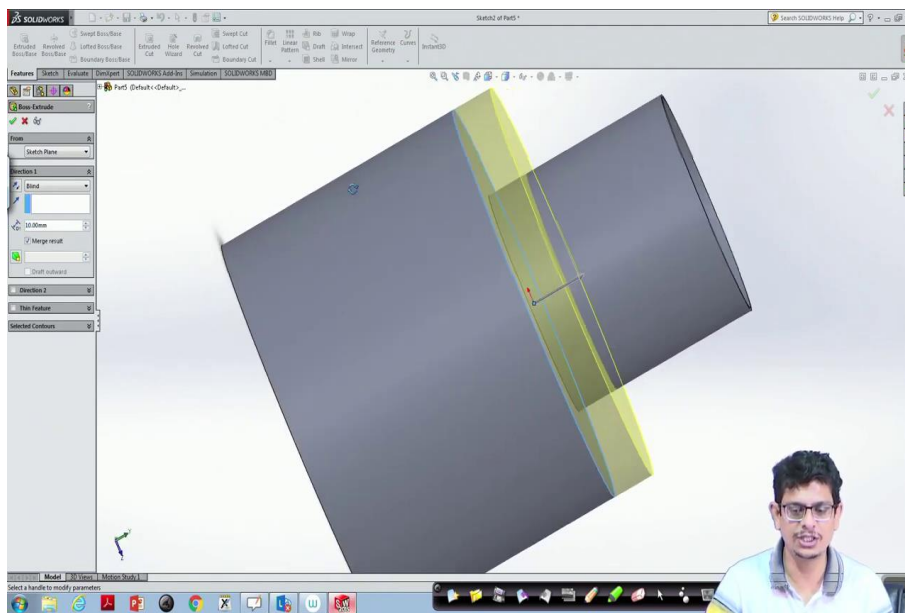 SOLIDWORKS
Sketch2 of Part5 *
Search SOLIDWORKS Help
Extruded Boss/Base
Revolved Boss/Base
Swept Boss/Base
Lofted Boss/Base
Boundary Boss/Base
Extruded Cut
Hole Wizard
Revolved Cut
Swept Cut
Lofted Cut
Boundary Cut
Fillet
Linear Pattern
Rib
Draft
Shell
Wrap
Intersect
Mirror
Reference Geometry
Curves
Instant3D
Features
Sketch
Evaluate
DimXpert
SOLIDWORKS Add-Ins
Simulation
SOLIDWORKS MBD
Part5 (Default<<Default>_...
Boss-Extrude
?
From
Sketch Plane
Direction 1
Blind
10.00mm
Merge result
Draft outward
Direction 2
Thin Feature
Selected Contours
Model
3D Views
Motion Study 1
Select a handle to modify parameters